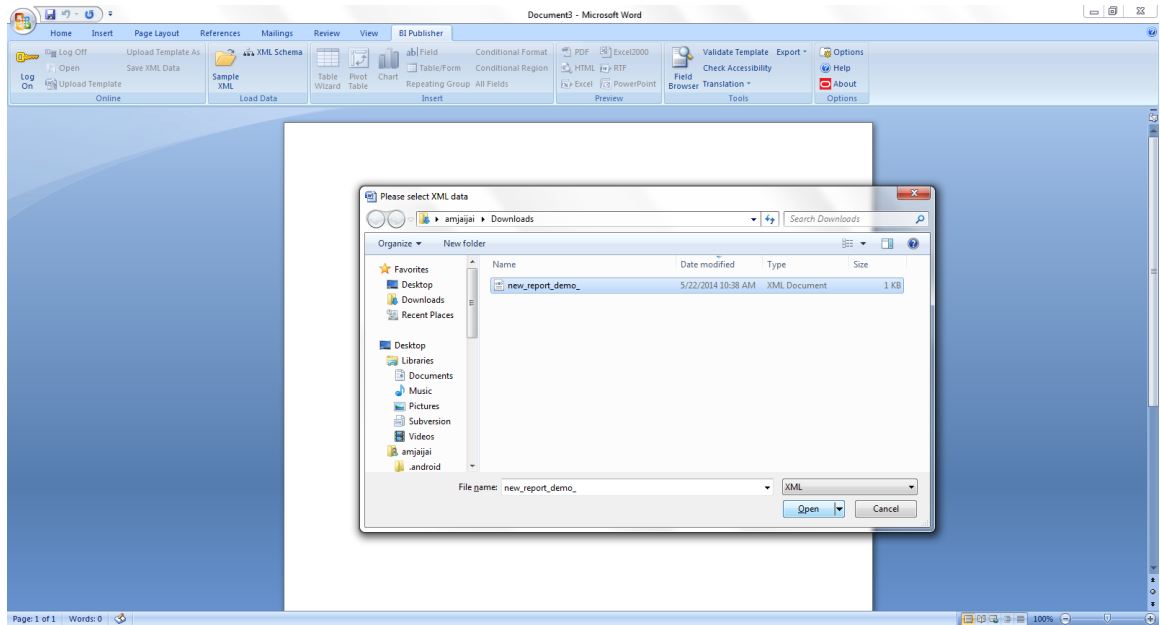 Document3 - Microsoft Word
Home Insert Page Layout References Mailings Review View BI Publisher
Log On
Log Off
Open
Upload Template
Upload Template As
Save XML Data
Online
Sample XML
XML Schema
Load Data
Table Wizard
Pivot Table
Chart
Field
Table/Form
Repeating Group
Conditional Format
Conditional Region
All Fields
Insert
PDF
HTML
Excel
Excel2000
RTF
PowerPoint
Preview
Field Browser
Validate Template
Check Accessibility
Translation
Export
Tools
Options
Help
About
Options
Please select XML data
amjaijai Downloads
Search Downloads
Organize New folder
Name Date modified Type Size
new_report_demo_ 5/22/2014 10:38 AM XML Document 1 KB
Favorites
Desktop
Downloads
Recent Places
Desktop
Libraries
Documents
Music
Pictures
Subversion
Videos
amjaijai
.android
File name: new_report_demo_
XML
Open Cancel
Page: 1 of 1 Words: 0 100%